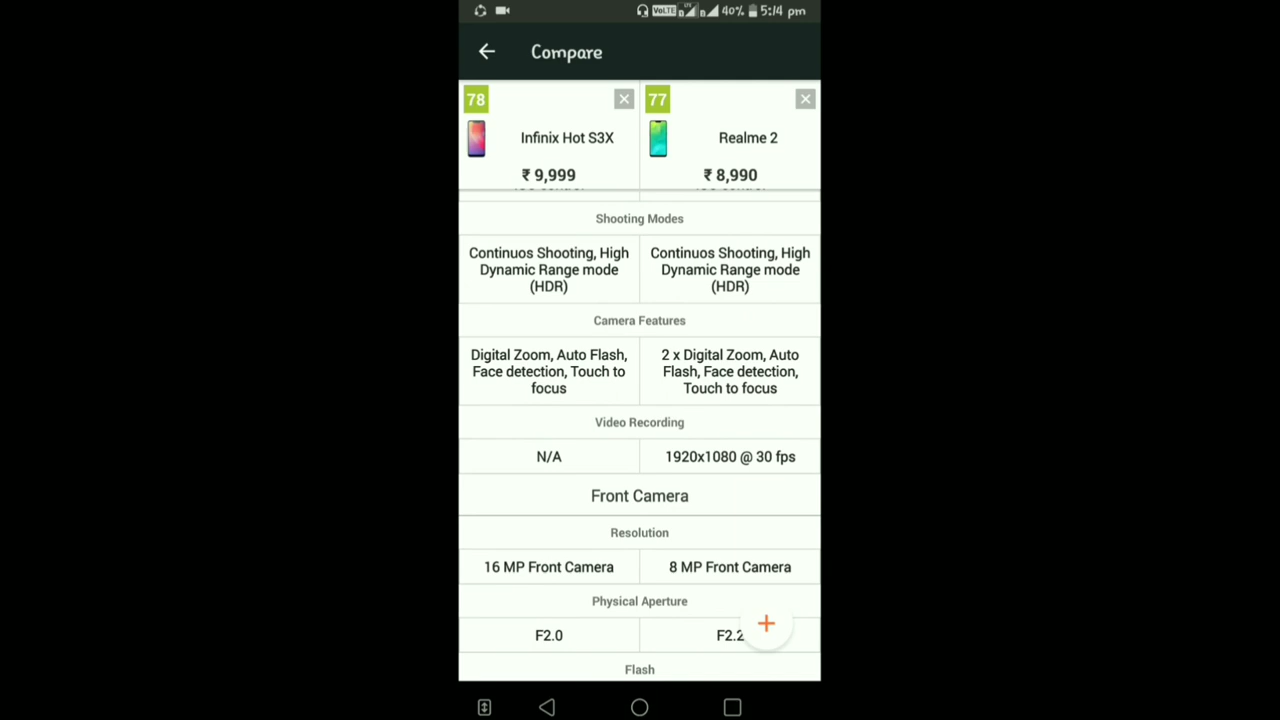 VoLTE LTE 40% 5:14 pm
Compare
78
77
Infinix Hot S3X
Realme 2
₹ 9,999
₹ 8,990
Shooting Modes
Continuos Shooting, High
Dynamic Range mode
(HDR)
Continuos Shooting, High
Dynamic Range mode
(HDR)
Camera Features
Digital Zoom, Auto Flash,
Face detection, Touch to
focus
2 x Digital Zoom, Auto
Flash, Face detection,
Touch to focus
Video Recording
N/A
1920x1080 @ 30 fps
Front Camera
Resolution
16 MP Front Camera
8 MP Front Camera
Physical Aperture
F2.0
F2.2
Flash